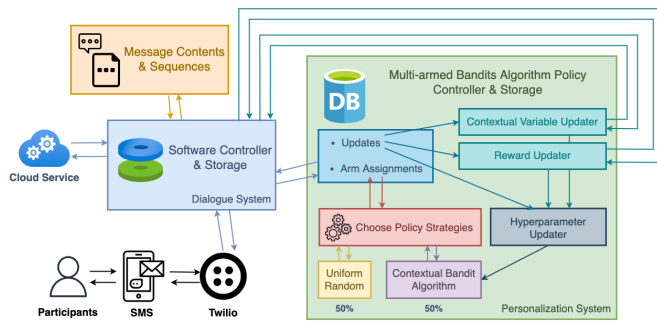 Message Contents
& Sequences
Multi-armed Bandits Algorithm Policy
Controller & Storage
DB
Contextual Variable Updater
Software Controller
& Storage
• Updates
• Arm Assignments
Reward Updater
Cloud Service
Dialogue System
Choose Policy Strategies
Hyperparameter
Updater
Uniform
Random
Contextual Bandit
Algorithm
Participants
SMS
Twilio
50%
50%
Personalization System